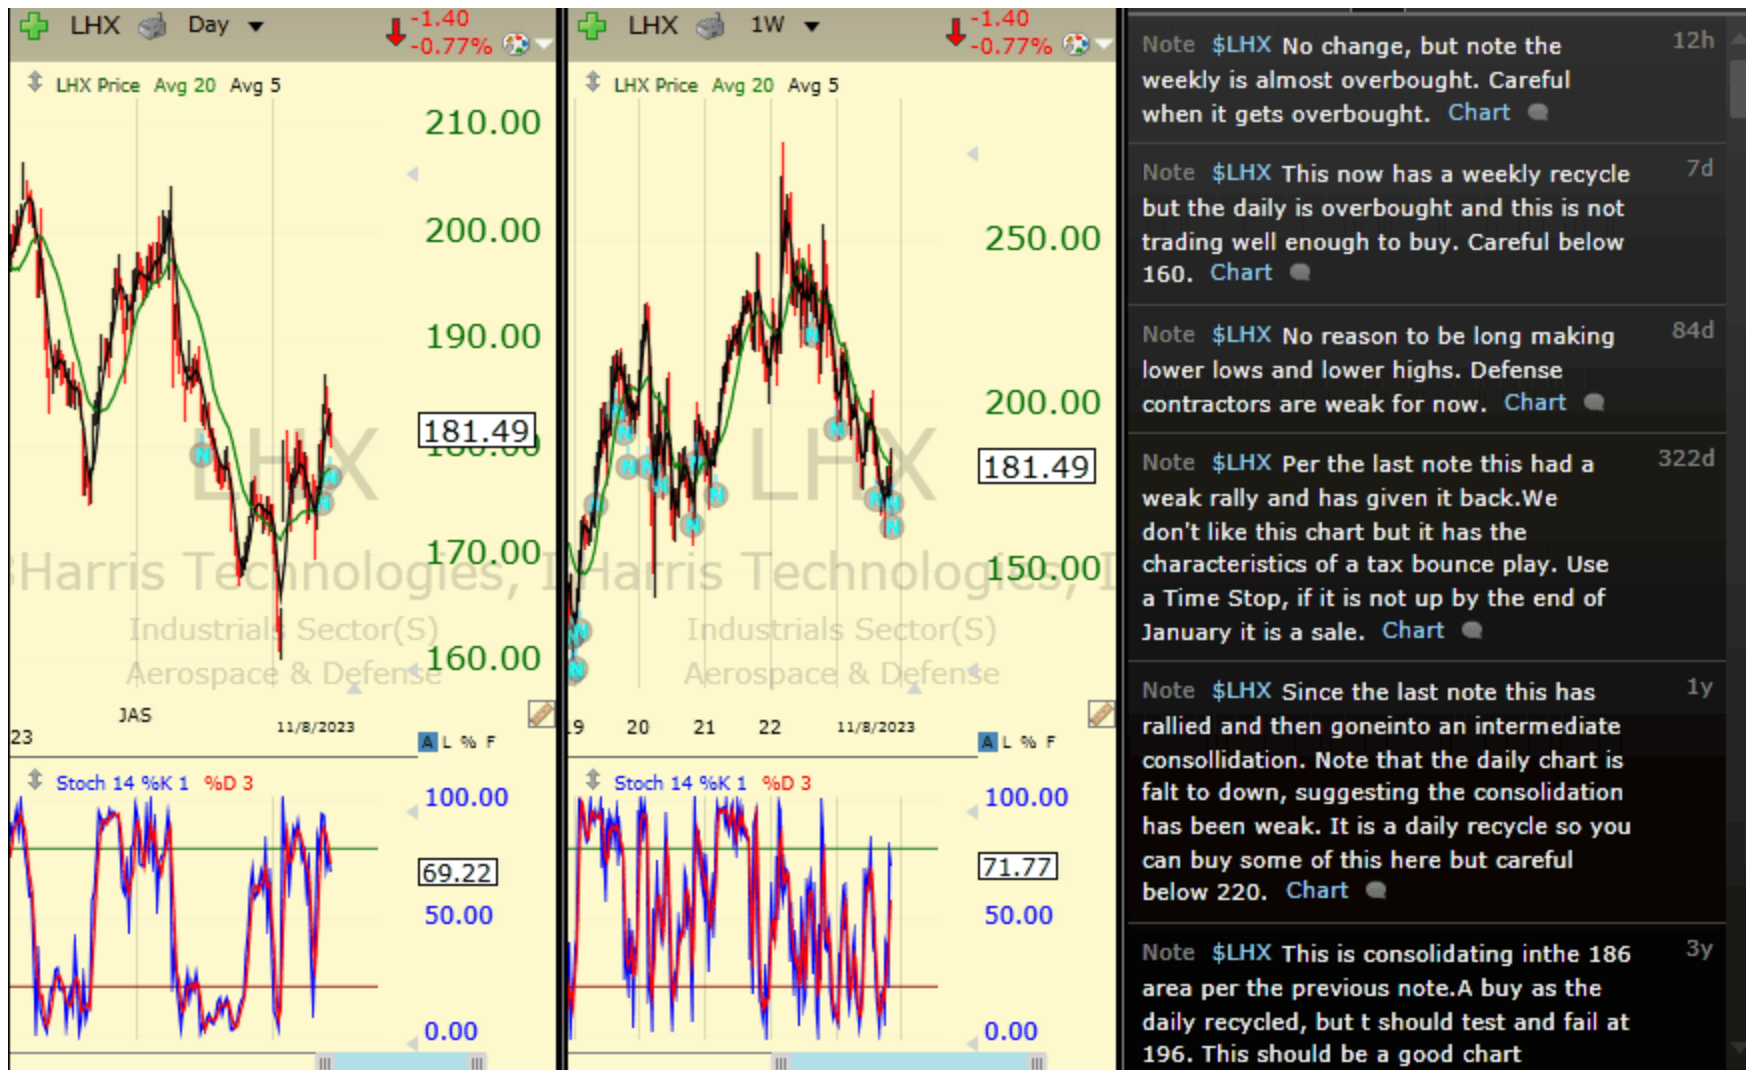 LHX Day
-1.40
-0.77%
LHX Price Avg 20 Avg 5
210.00
200.00
190.00
181.49
180.00
170.00
160.00
LHX
Harris Technologies, I
Industrials Sector(S)
Aerospace & Defense
N
N
N
23
JAS
11/8/2023
A L % F
Stoch 14 %K 1 %D 3
100.00
69.22
50.00
0.00
LHX 1W
-1.40
-0.77%
LHX Price Avg 20 Avg 5
250.00
200.00
181.49
150.00
LHX
Harris Technologies, I
Industrials Sector(S)
Aerospace & Defense
N
N
N
N
N
N
N
N
N
N
N
N
N
19 20 21 22 11/8/2023
A L % F
Stoch 14 %K 1 %D 3
100.00
71.77
50.00
0.00
Note $LHX No change, but note the 12h
weekly is almost overbought. Careful
when it gets overbought. Chart
Note $LHX This now has a weekly recycle 7d
but the daily is overbought and this is not
trading well enough to buy. Careful below
160. Chart
Note $LHX No reason to be long making 84d
lower lows and lower highs. Defense
contractors are weak for now. Chart
Note $LHX Per the last note this had a 322d
weak rally and has given it back.We
don't like this chart but it has the
characteristics of a tax bounce play. Use
a Time Stop, if it is not up by the end of
January it is a sale. Chart
Note $LHX Since the last note this has 1y
rallied and then goneinto an intermediate
consollidation. Note that the daily chart is
falt to down, suggesting the consolidation
has been weak. It is a daily recycle so you
can buy some of this here but careful
below 220. Chart
Note $LHX This is consolidating inthe 186 3y
area per the previous note.A buy as the
daily recycled, but t should test and fail at
196. This should be a good chart